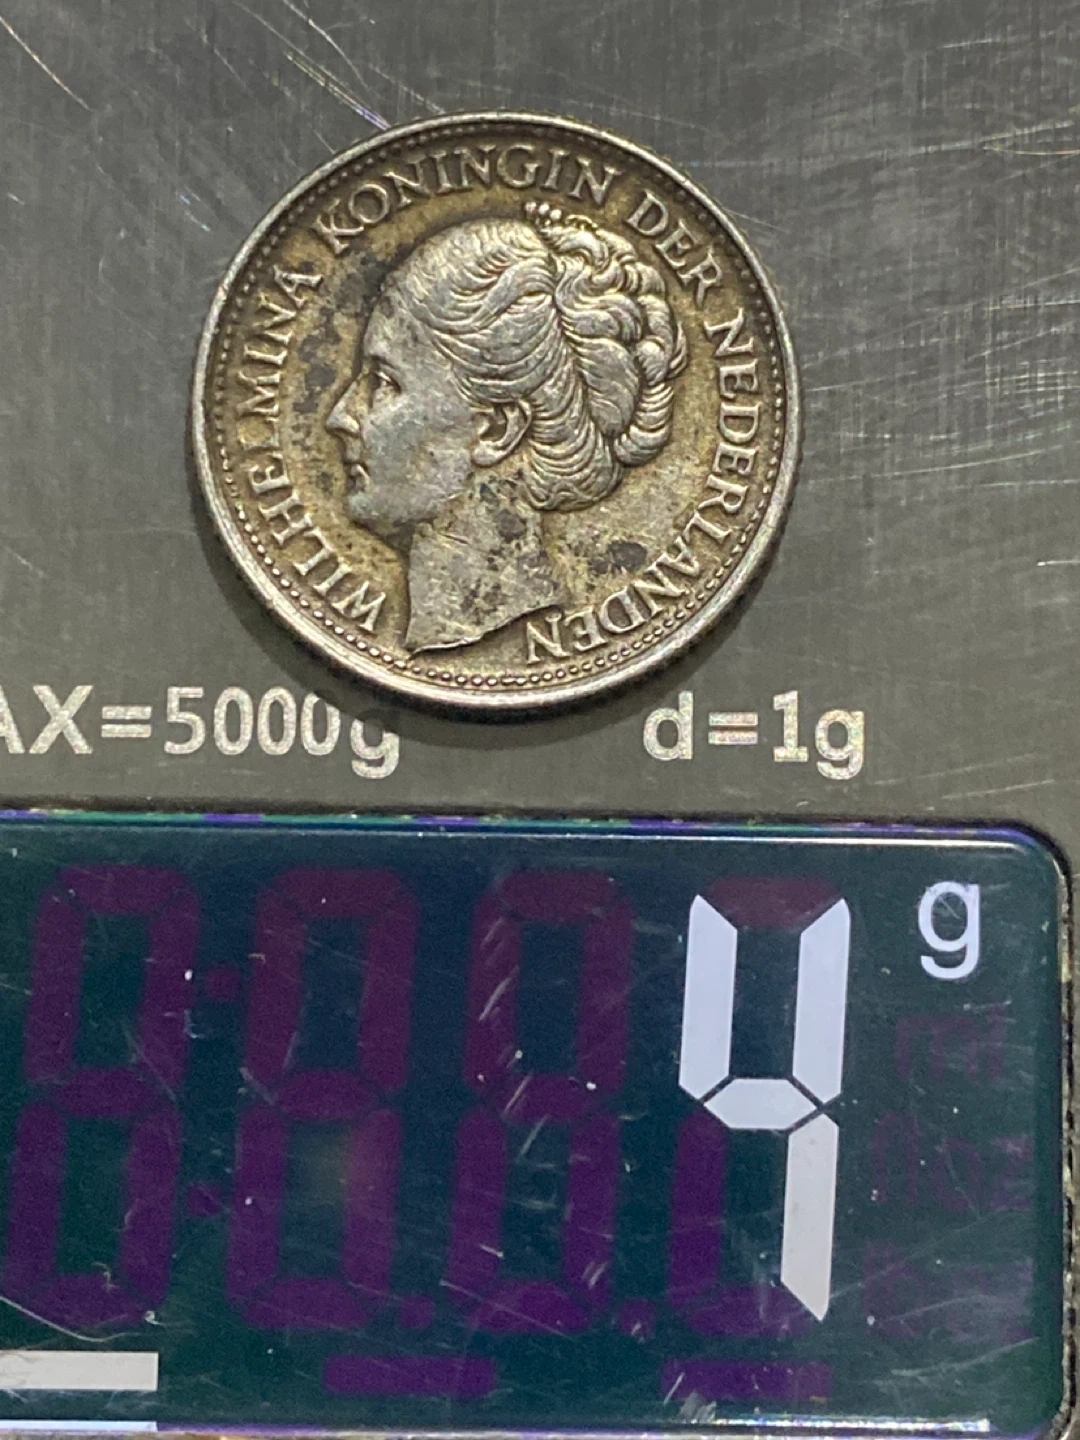 WILHELMINA KONINGIN DER NEDERLANDEN
AX=5000g d=1g
4 g